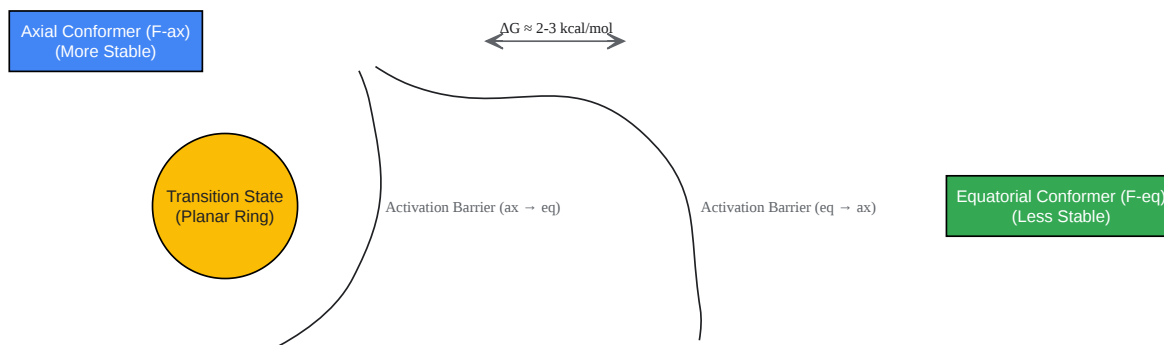 Axial Conformer (F-ax)
(More Stable)
ΔG ≈ 2-3 kcal/mol
Transition State
(Planar Ring)
Activation Barrier (ax → eq)
Activation Barrier (eq → ax)
Equatorial Conformer (F-eq)
(Less Stable)